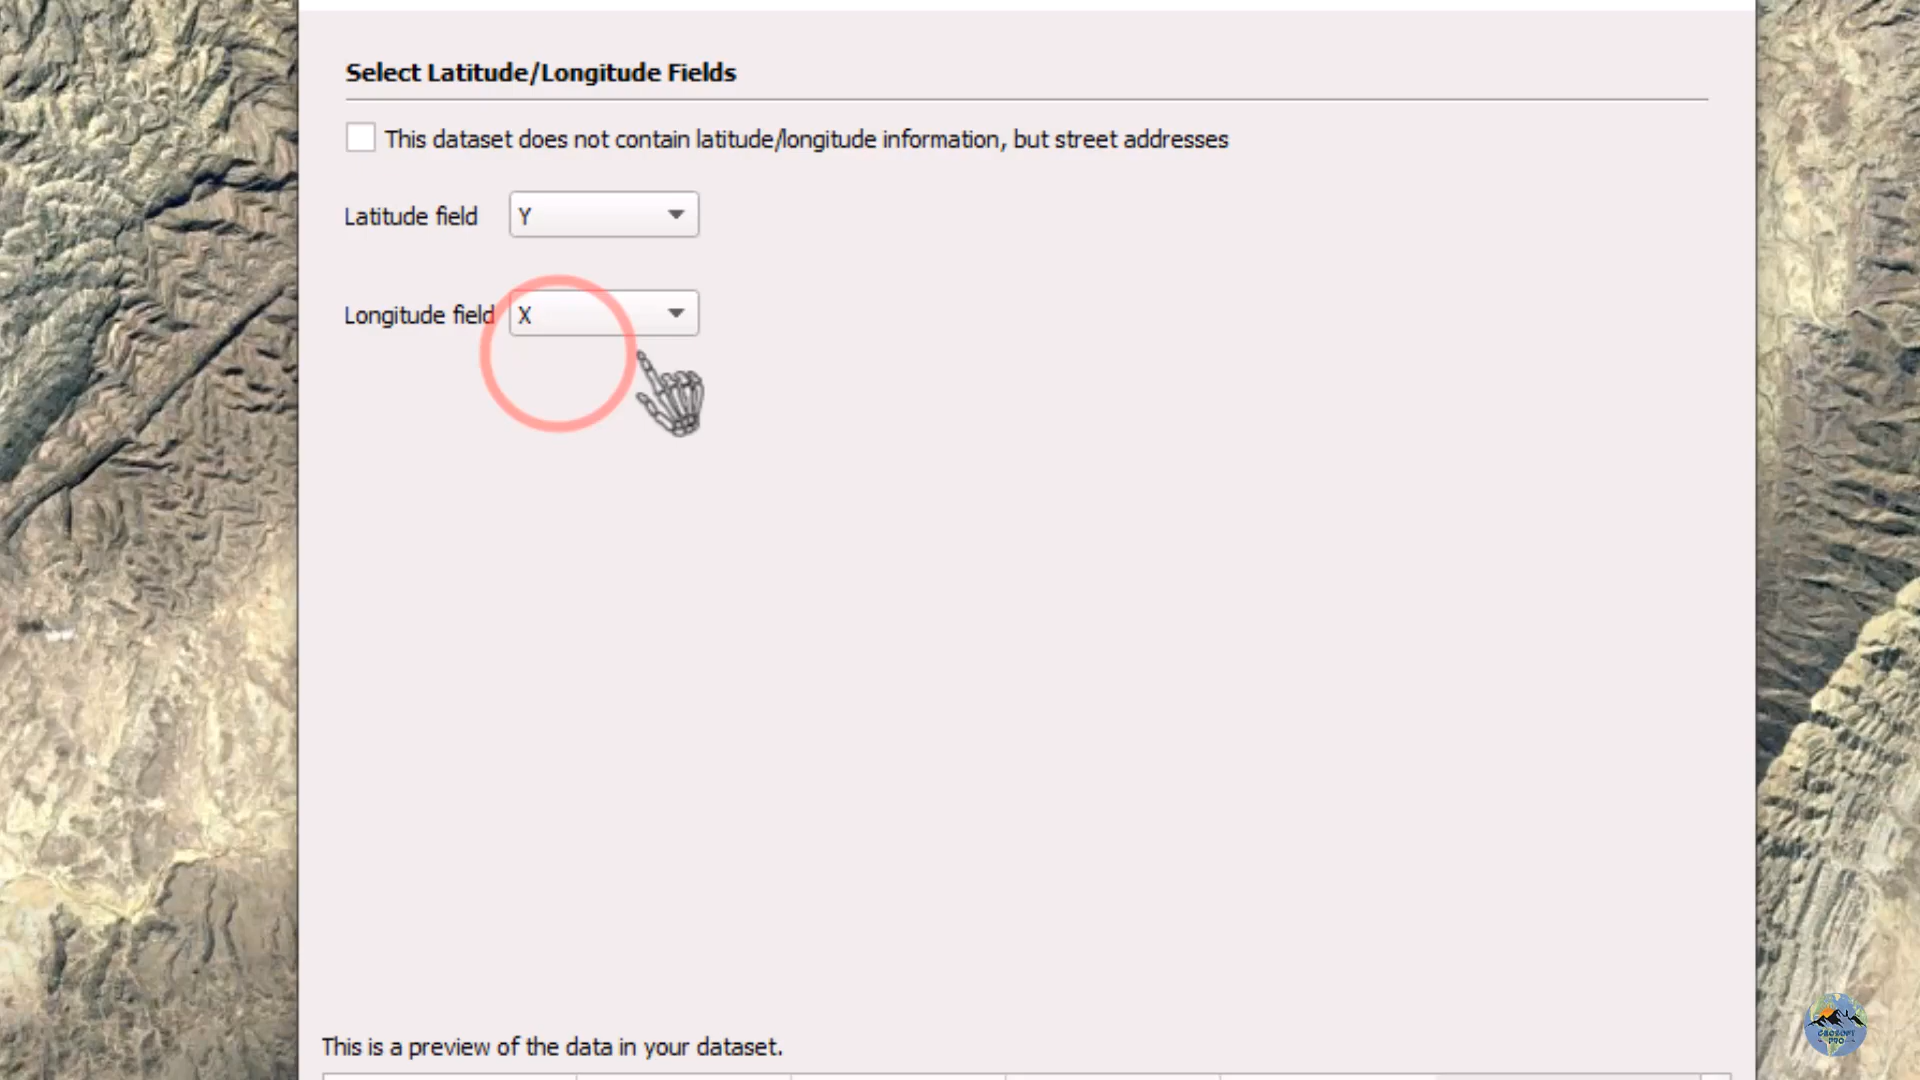 Select Latitude/Longitude Fields
This dataset does not contain latitude/longitude information, but street addresses
Latitude field Y
Longitude field X
This is a preview of the data in your dataset.
PRO